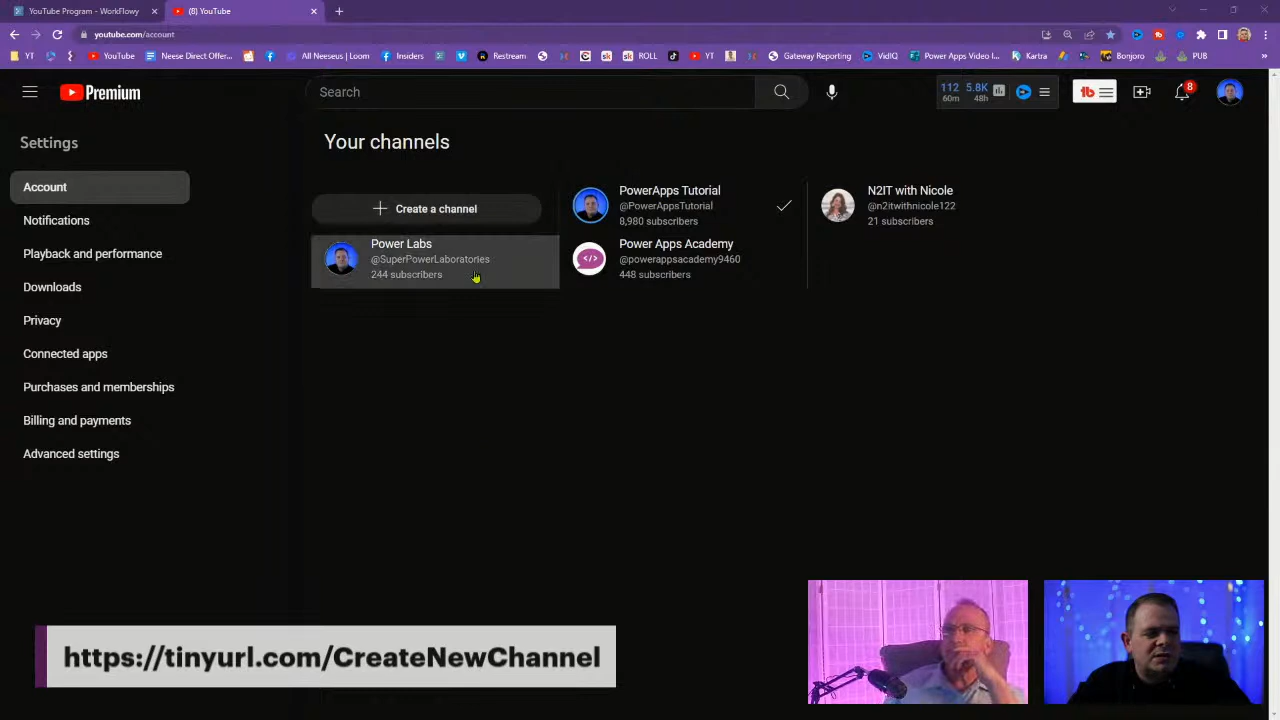 YouTube Program - WorkFlowy
(8) YouTube
youtube.com/account
YT
YouTube
Neese Direct Offer...
All Neeseus | Loom
Insiders
Restream
ROLL
YT
Gateway Reporting
VidIQ
Power Apps Video I...
Kartra
Bonjoro
PUB
Premium
Search
112 5.8K
60m 48h
8
Settings
Account
Notifications
Playback and performance
Downloads
Privacy
Connected apps
Purchases and memberships
Billing and payments
Advanced settings
Your channels
Create a channel
Power Labs
@SuperPowerLaboratories
244 subscribers
PowerApps Tutorial
@PowerAppsTutorial
8,980 subscribers
Power Apps Academy
@powerappsacademy9460
448 subscribers
N2IT with Nicole
@n2itwithnicole122
21 subscribers
https://tinyurl.com/CreateNewChannel